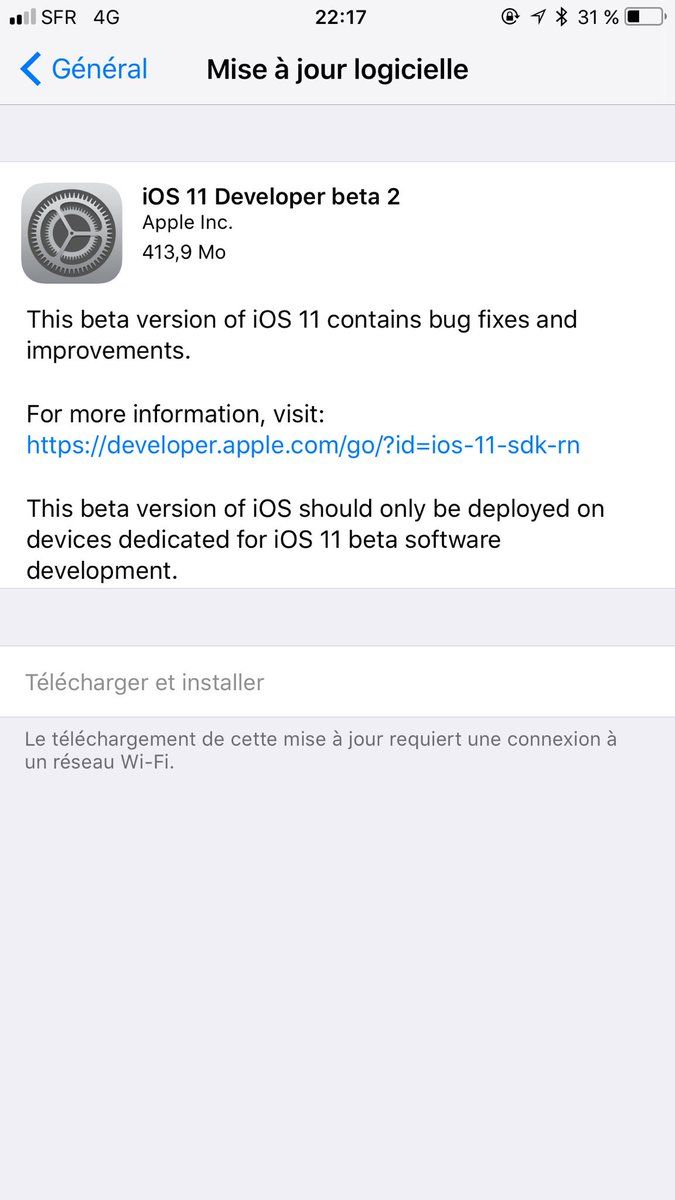 SFR 4G 22:17 31 %
Général Mise à jour logicielle
iOS 11 Developer beta 2
Apple Inc.
413,9 Mo
This beta version of iOS 11 contains bug fixes and
improvements.
For more information, visit:
https://developer.apple.com/go/?id=ios-11-sdk-rn
This beta version of iOS should only be deployed on
devices dedicated for iOS 11 beta software
development.
Télécharger et installer
Le téléchargement de cette mise à jour requiert une connexion à
un réseau Wi-Fi.